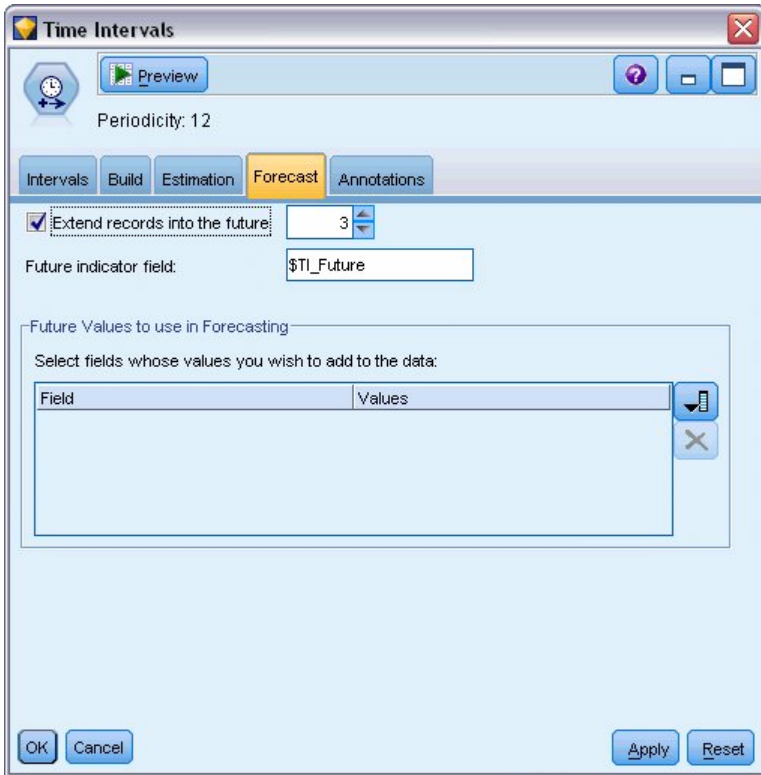 Time Intervals
Preview
Periodicity: 12
Intervals Build Estimation Forecast Annotations
Extend records into the future 3
Future indicator field: $TI_Future
Future Values to use in Forecasting
Select fields whose values you wish to add to the data:
Field Values
OK Cancel Apply Reset